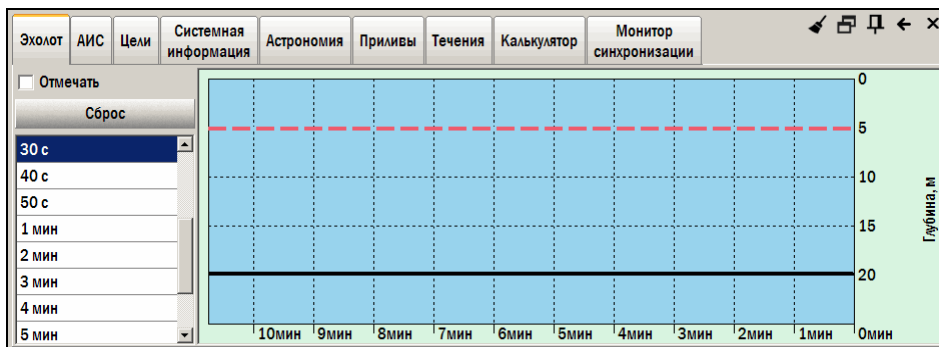 Эхолот
АИС
Цели
Системная
информация
Астрономия
Приливы
Течения
Калькулятор
Монитор
синхронизации
Отмечать
Сброс
30 с
40 с
50 с
1 мин
2 мин
3 мин
4 мин
5 мин
0
5
10
15
20
Глубина, м
10мин 9мин 8мин 7мин 6мин 5мин 4мин 3мин 2мин 1мин 0мин